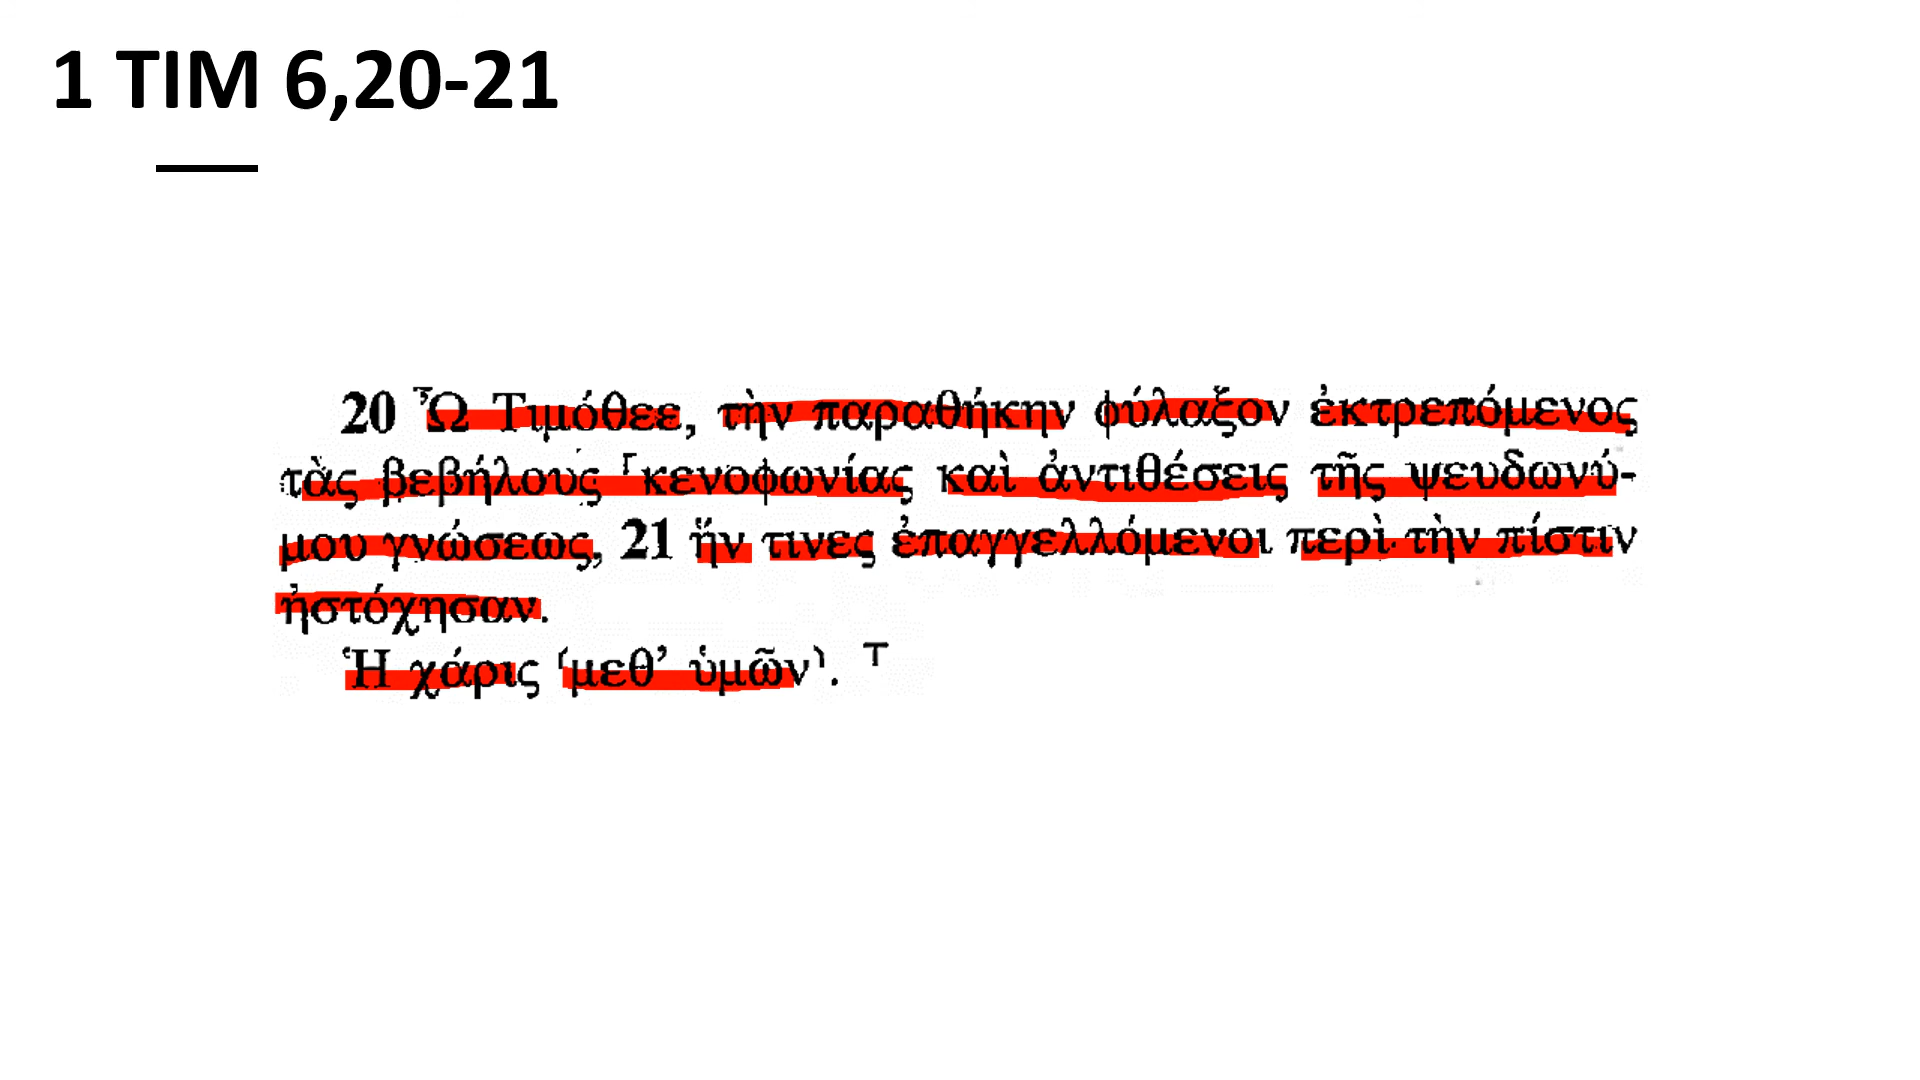 1 TIM 6,20-21
20 Ὦ Τιμόθεε, τὴν παραθήκην φύλαξον ἐκτρεπόμενος
τὰς βεβήλους ⸀κενοφωνίας καὶ ἀντιθέσεις τῆς ψευδωνύ-
μου γνώσεως, 21 ἥν τινες ἐπαγγελλόμενοι περὶ τὴν πίστιν
ἠστόχησαν.
Ἡ χάρις ⸂μεθ’ ὑμῶν⸃. ⸆